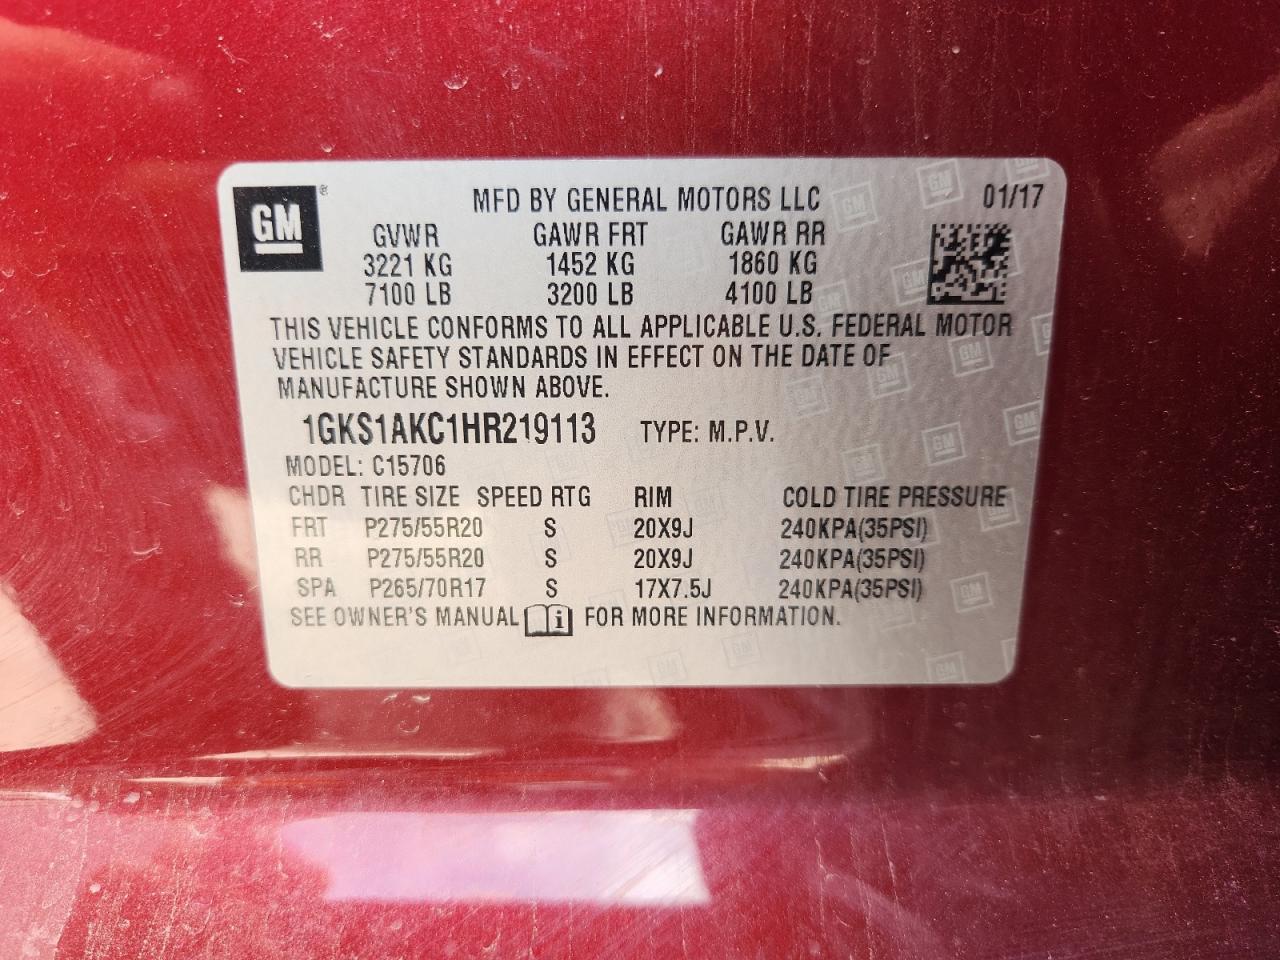 GM ® MFD BY GENERAL MOTORS LLC 01/17
GVWR GAWR FRT GAWR RR
3221 KG 1452 KG 1860 KG
7100 LB 3200 LB 4100 LB
THIS VEHICLE CONFORMS TO ALL APPLICABLE U.S. FEDERAL MOTOR
VEHICLE SAFETY STANDARDS IN EFFECT ON THE DATE OF
MANUFACTURE SHOWN ABOVE.
1GKS1AKC1HR219113 TYPE: M.P.V.
MODEL: C15706
CHDR TIRE SIZE SPEED RTG RIM COLD TIRE PRESSURE
FRT P275/55R20 S 20X9J 240KPA(35PSI)
RR P275/55R20 S 20X9J 240KPA(35PSI)
SPA P265/70R17 S 17X7.5J 240KPA(35PSI)
SEE OWNER'S MANUAL i FOR MORE INFORMATION.